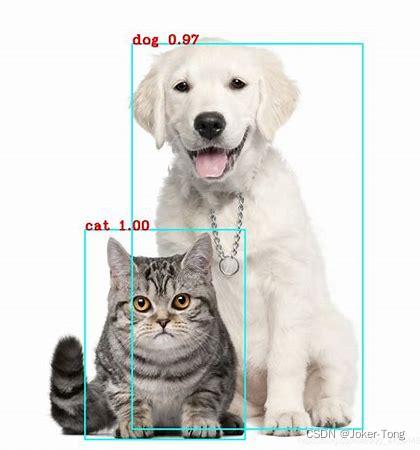 dog 0.97
cat 1.00
CSDN @Joker-Tong